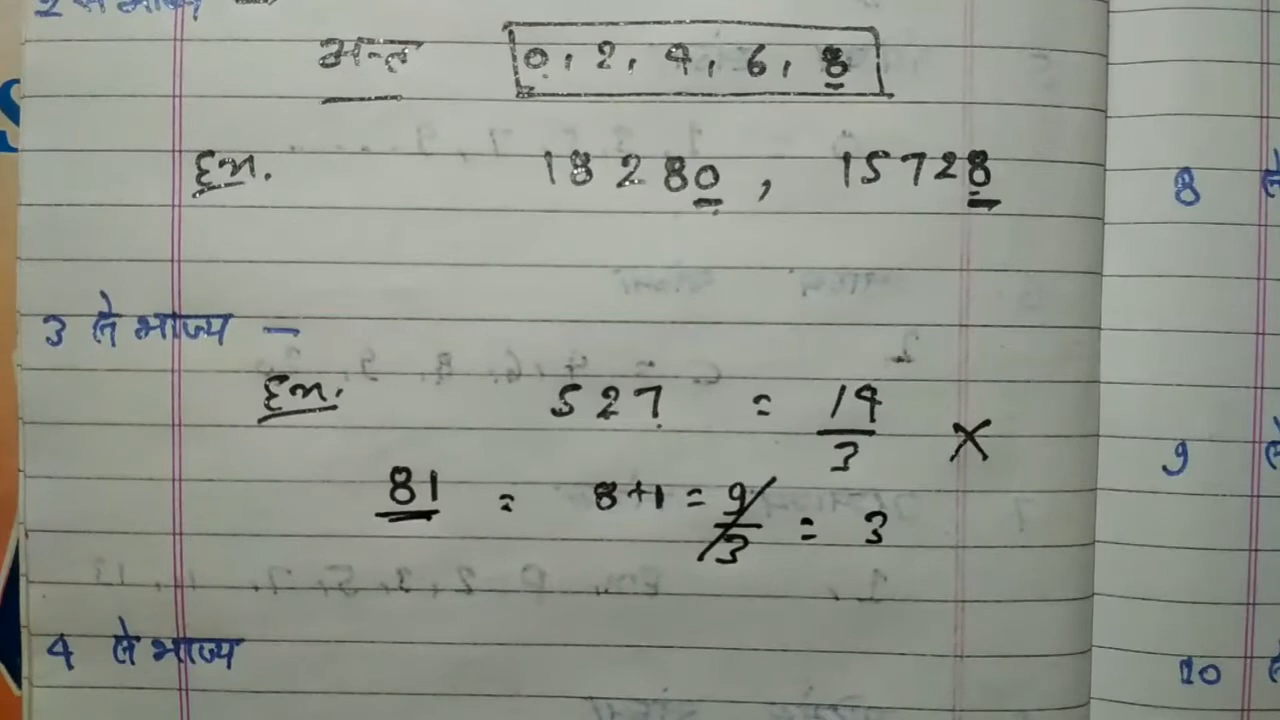 2 से भाज्य
अन्त 0, 2, 4, 6, 8
Ex. 18280, 15728
8
3 से भाज्य –
Ex. 527 = 14/3 ×
9
81 = 8+1 = 9/3 = 3
4 से भाज्य
10